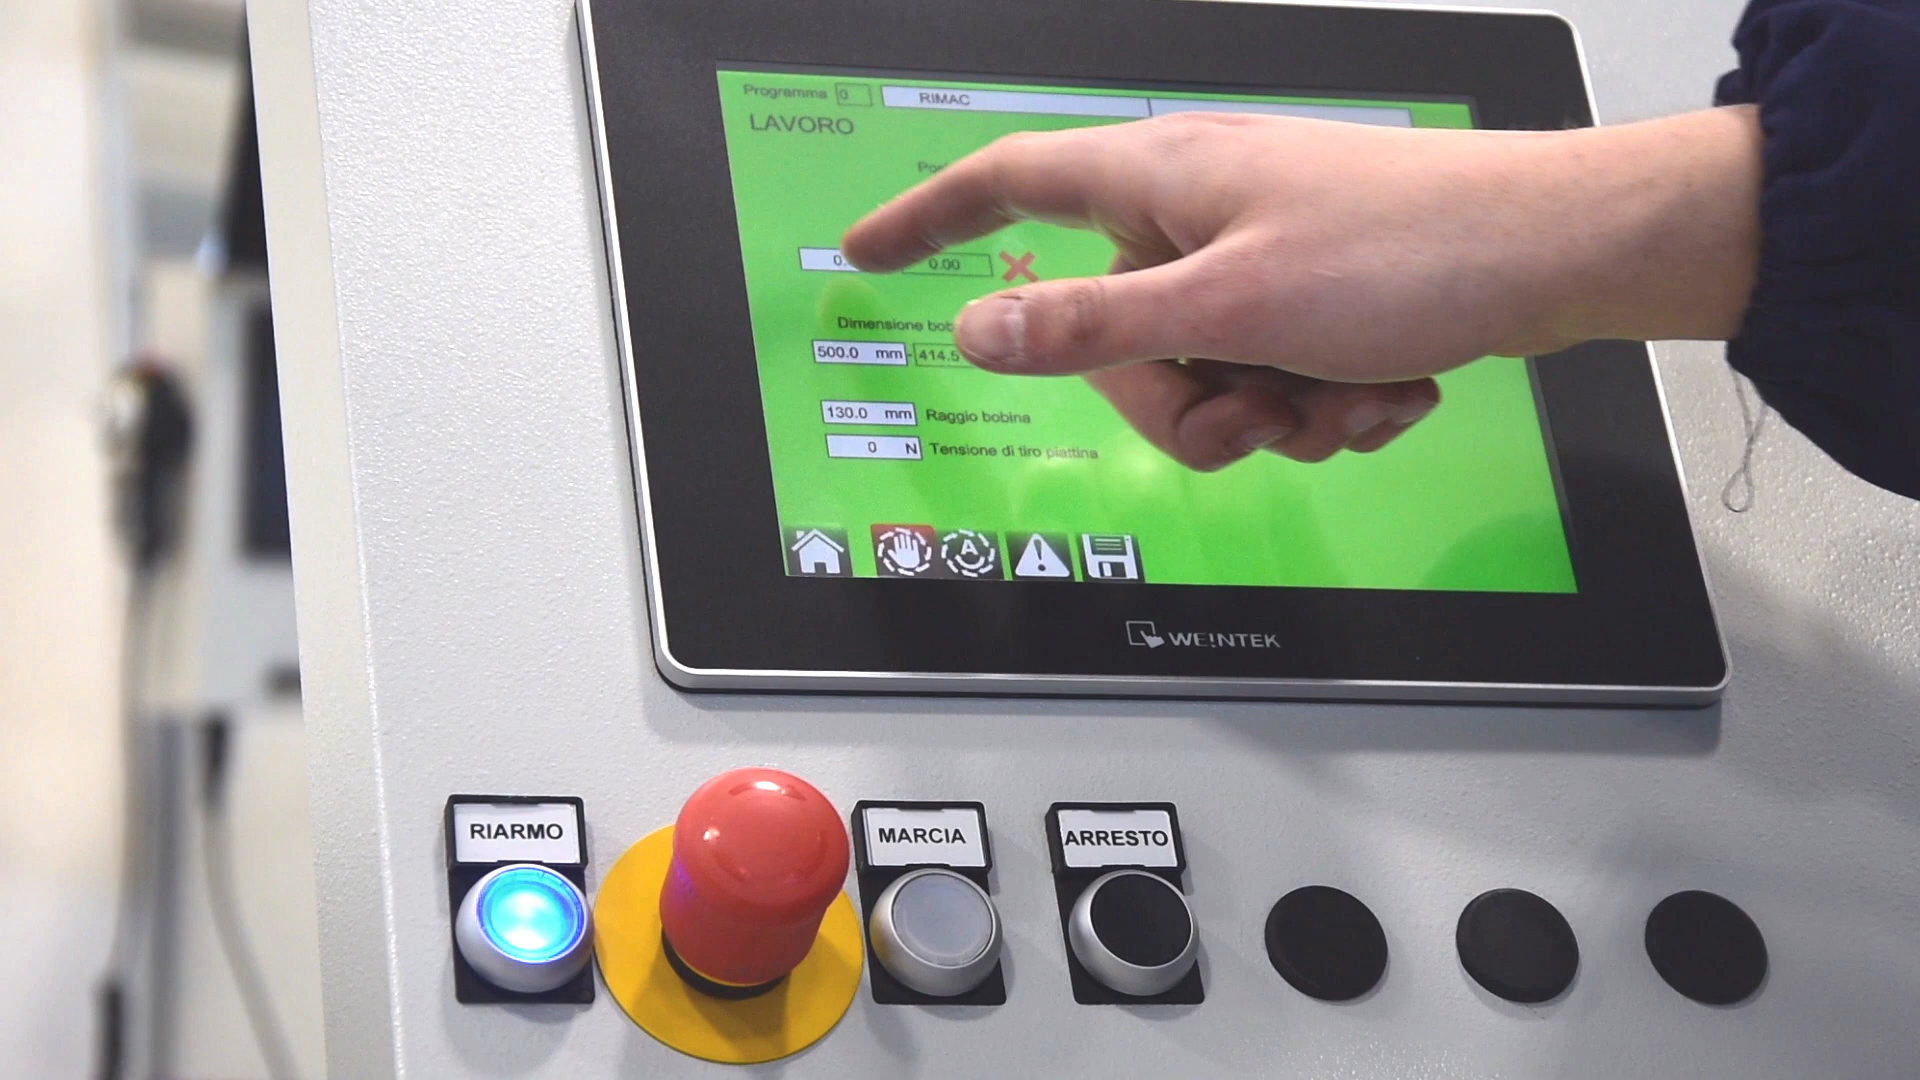 Programma 0 RIMAC
LAVORO
0.00
Dimensione
500.0 mm - 414.5
130.0 mm Raggio bobina
0 N Tensione di tiro piattina
A
WEINTEK
RIARMO
MARCIA
ARRESTO